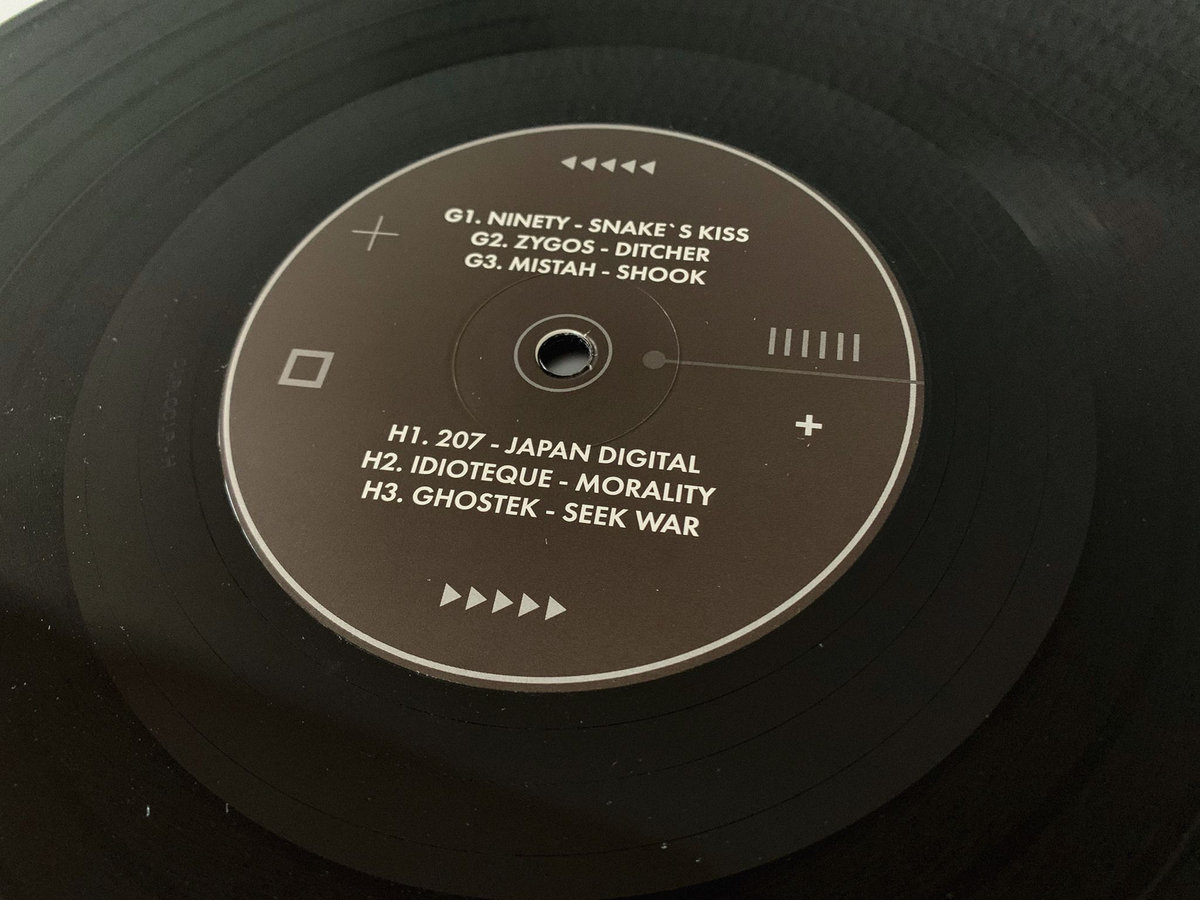 G1. NINETY - SNAKE`S KISS
G2. ZYGOS - DITCHER
G3. MISTAH - SHOOK
H1. 207 - JAPAN DIGITAL
H2. IDIOTEQUE - MORALITY
H3. GHOSTEK - SEEK WAR